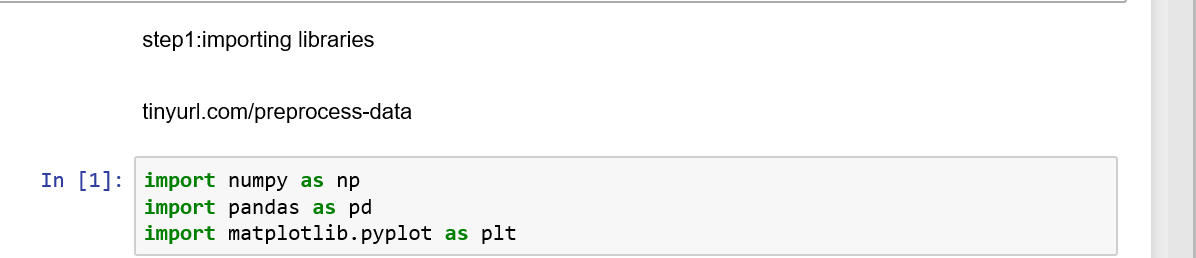 step1:importing libraries
tinyurl.com/preprocess-data
In [1]: import numpy as np
import pandas as pd
import matplotlib.pyplot as plt